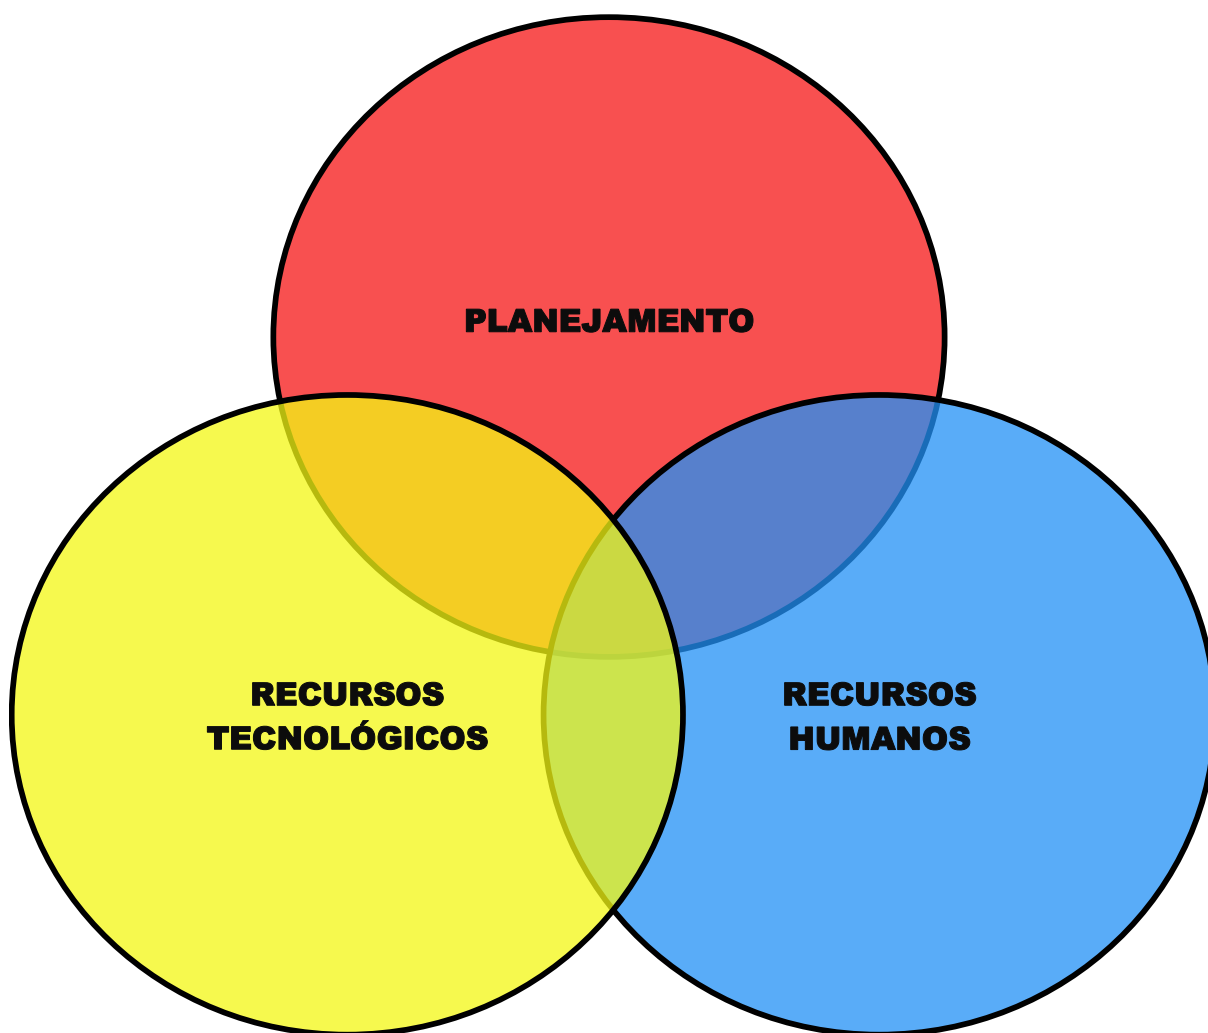 PLANEJAMENTO
RECURSOS
TECNOLÓGICOS
RECURSOS
HUMANOS